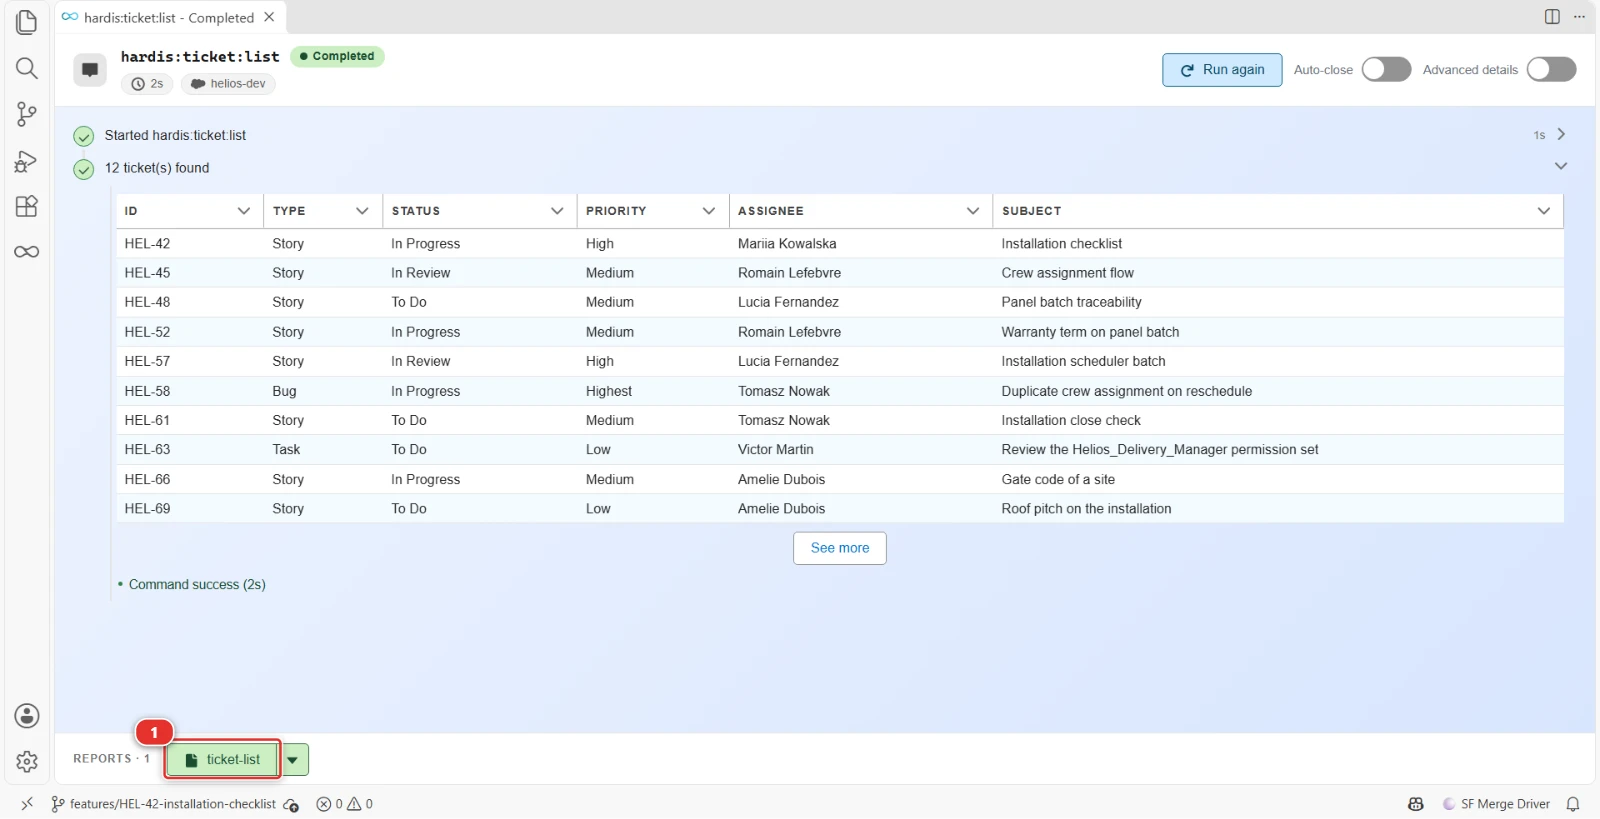 hardis:ticket:list - Completed
hardis:ticket:list
Completed
2s
helios-dev
Run again
Auto-close
Advanced details
Started hardis:ticket:list
1s
12 ticket(s) found
ID TYPE STATUS PRIORITY ASSIGNEE SUBJECT
HEL-42 Story In Progress High Mariia Kowalska Installation checklist
HEL-45 Story In Review Medium Romain Lefebvre Crew assignment flow
HEL-48 Story To Do Medium Lucia Fernandez Panel batch traceability
HEL-52 Story In Progress Medium Romain Lefebvre Warranty term on panel batch
HEL-57 Story In Review High Lucia Fernandez Installation scheduler batch
HEL-58 Bug In Progress Highest Tomasz Nowak Duplicate crew assignment on reschedule
HEL-61 Story To Do Medium Tomasz Nowak Installation close check
HEL-63 Task To Do Low Victor Martin Review the Helios_Delivery_Manager permission set
HEL-66 Story In Progress Medium Amelie Dubois Gate code of a site
HEL-69 Story To Do Low Amelie Dubois Roof pitch on the installation
See more
• Command success (2s)
1
REPORTS · 1
ticket-list
features/HEL-42-installation-checklist
0
0
SF Merge Driver